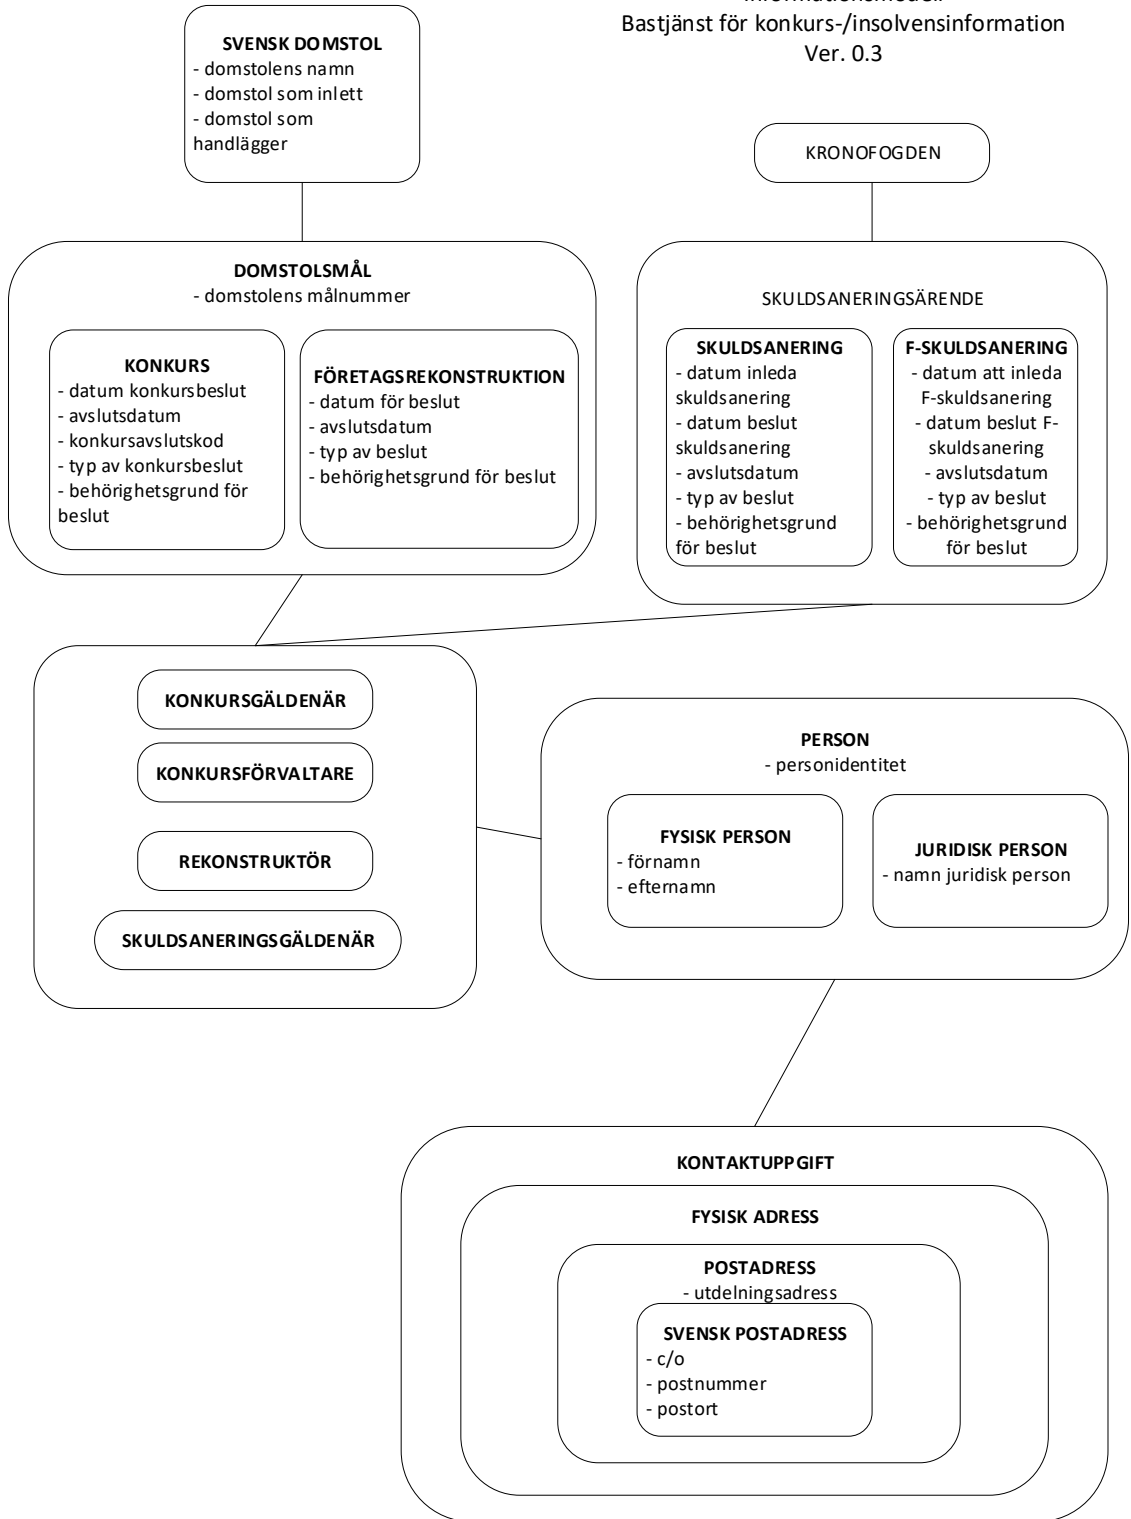 Informationsmodell
Bastjänst för konkurs-/insolvensinformation
Ver. 0.3
SVENSK DOMSTOL
- domstolens namn
- domstol som inlett
- domstol som
handlägger
KRONOFOGDEN
DOMSTOLSMÅL
- domstolens målnummer
KONKURS
- datum konkursbeslut
- avslutsdatum
- konkursavslutskod
- typ av konkursbeslut
- behörighetsgrund för
beslut
FÖRETAGSREKONSTRUKTION
- datum för beslut
- avslutsdatum
- typ av beslut
- behörighetsgrund för beslut
SKULDSANERINGSÄRENDE
SKULDSANERING
- datum inleda
skuldsanering
- datum beslut
skuldsanering
- avslutsdatum
- typ av beslut
- behörighetsgrund
för beslut
F-SKULDSANERING
- datum att inleda
F-skuldsanering
- datum beslut F-
skuldsanering
- avslutsdatum
- typ av beslut
- behörighetsgrund
för beslut
KONKURSGÄLDENÄR
KONKURSFÖRVALTARE
REKONSTRUKTÖR
SKULDSANERINGSGÄLDENÄR
PERSON
- personidentitet
FYSISK PERSON
- förnamn
- efternamn
JURIDISK PERSON
- namn juridisk person
KONTAKTUPPGIFT
FYSISK ADRESS
POSTADRESS
- utdelningsadress
SVENSK POSTADRESS
- c/o
- postnummer
- postort